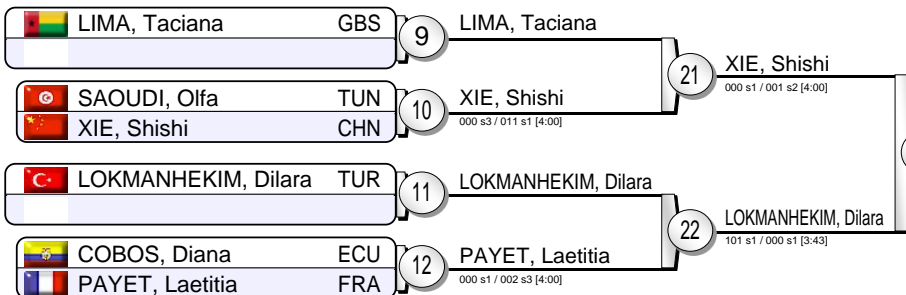 LIMA, Taciana GBS
9
LIMA, Taciana
SAOUDI, Olfa TUN
XIE, Shishi CHN
10
XIE, Shishi
000 s3 / 011 s1 [4:00]
21
XIE, Shishi
000 s1 / 001 s2 [4:00]
LOKMANHEKIM, Dilara TUR
11
LOKMANHEKIM, Dilara
COBOS, Diana ECU
PAYET, Laetitia FRA
12
PAYET, Laetitia
000 s1 / 002 s3 [4:00]
22
LOKMANHEKIM, Dilara
101 s1 / 000 s1 [3:43]